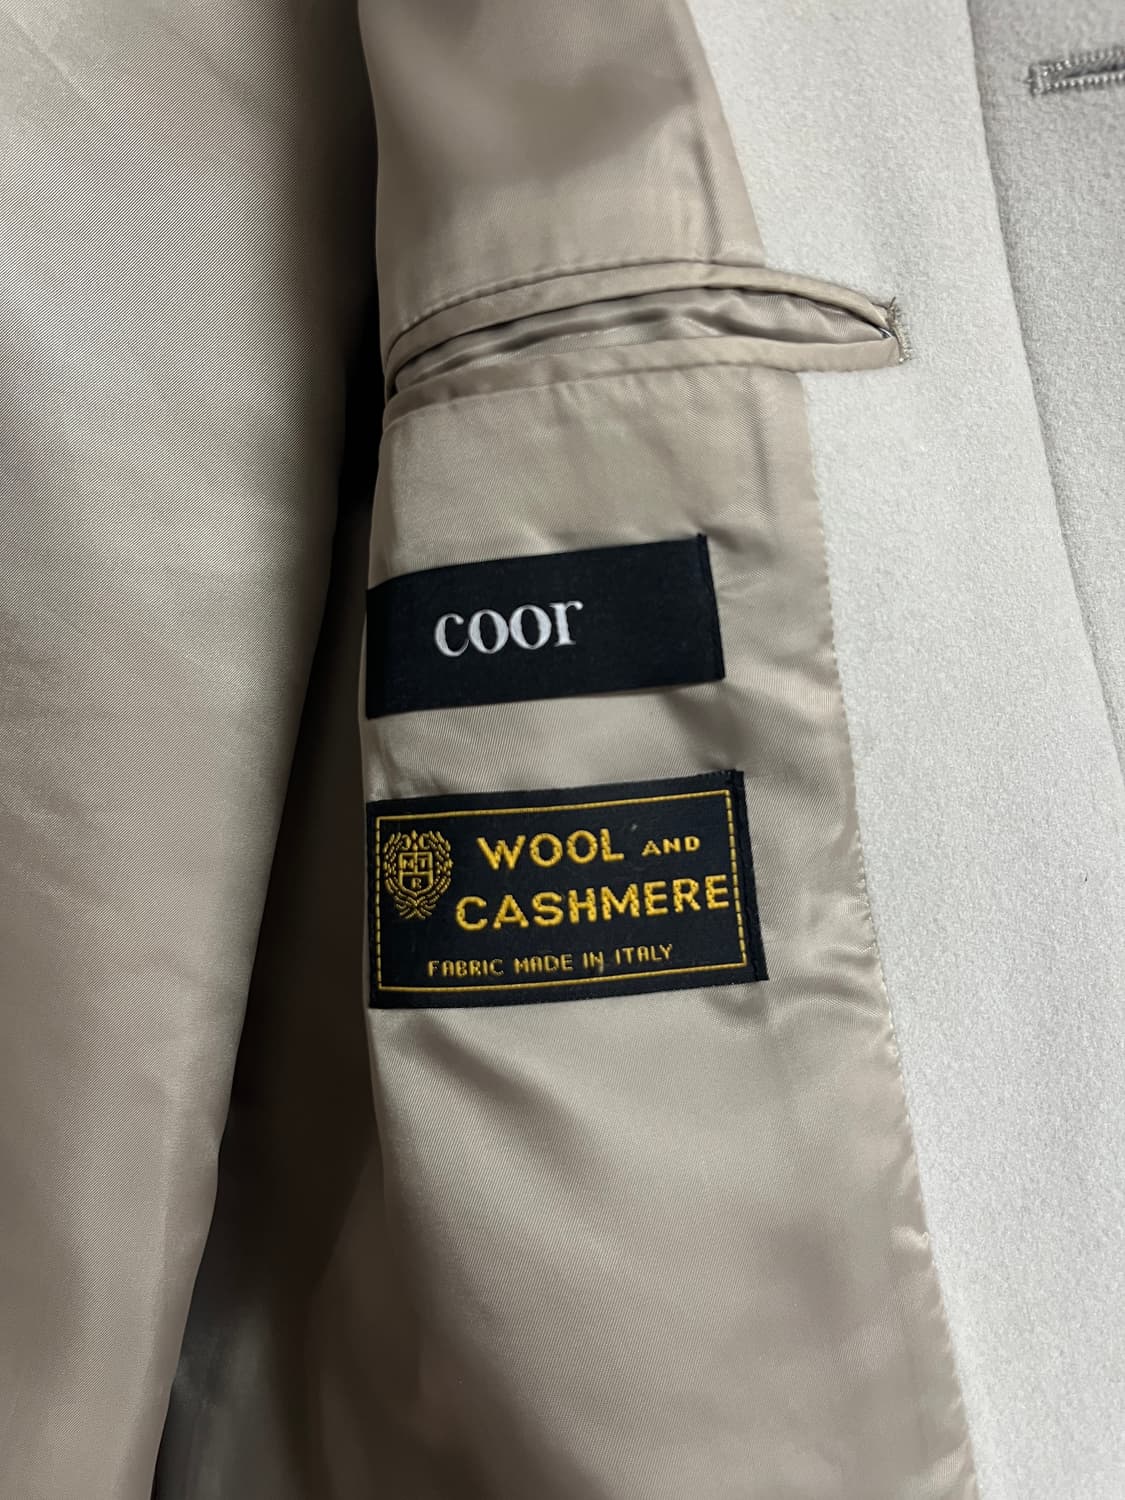 coor
WOOL AND
CASHMERE
FABRIC MADE IN ITALY